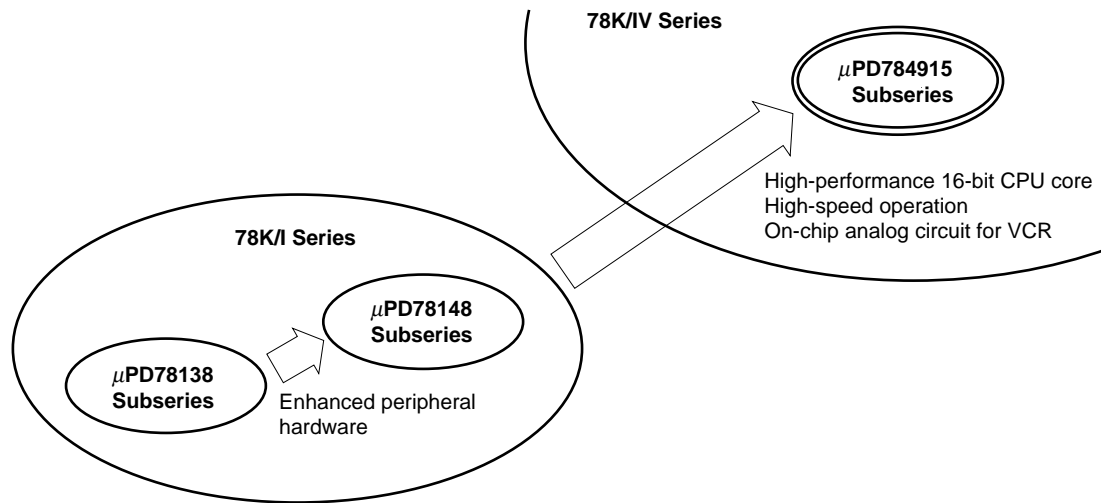 78K/IV Series
μPD784915
Subseries
High-performance 16-bit CPU core
High-speed operation
On-chip analog circuit for VCR
78K/I Series
μPD78148
Subseries
μPD78138
Subseries
Enhanced peripheral
hardware